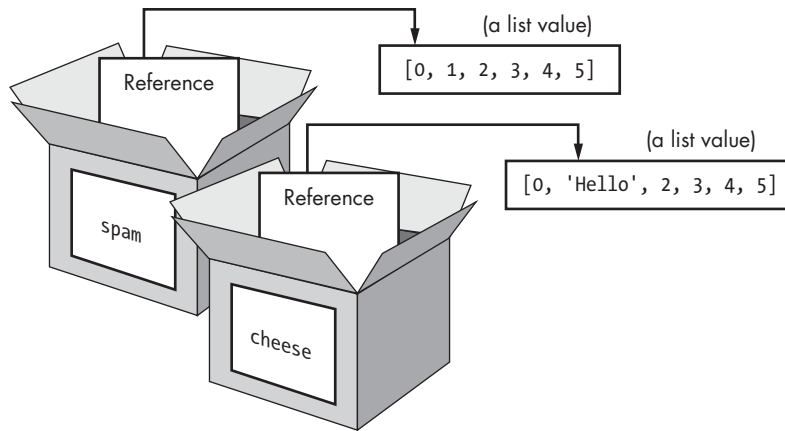 (a list value)
[0, 1, 2, 3, 4, 5]
Reference
(a list value)
[0, 'Hello', 2, 3, 4, 5]
Reference
spam
cheese